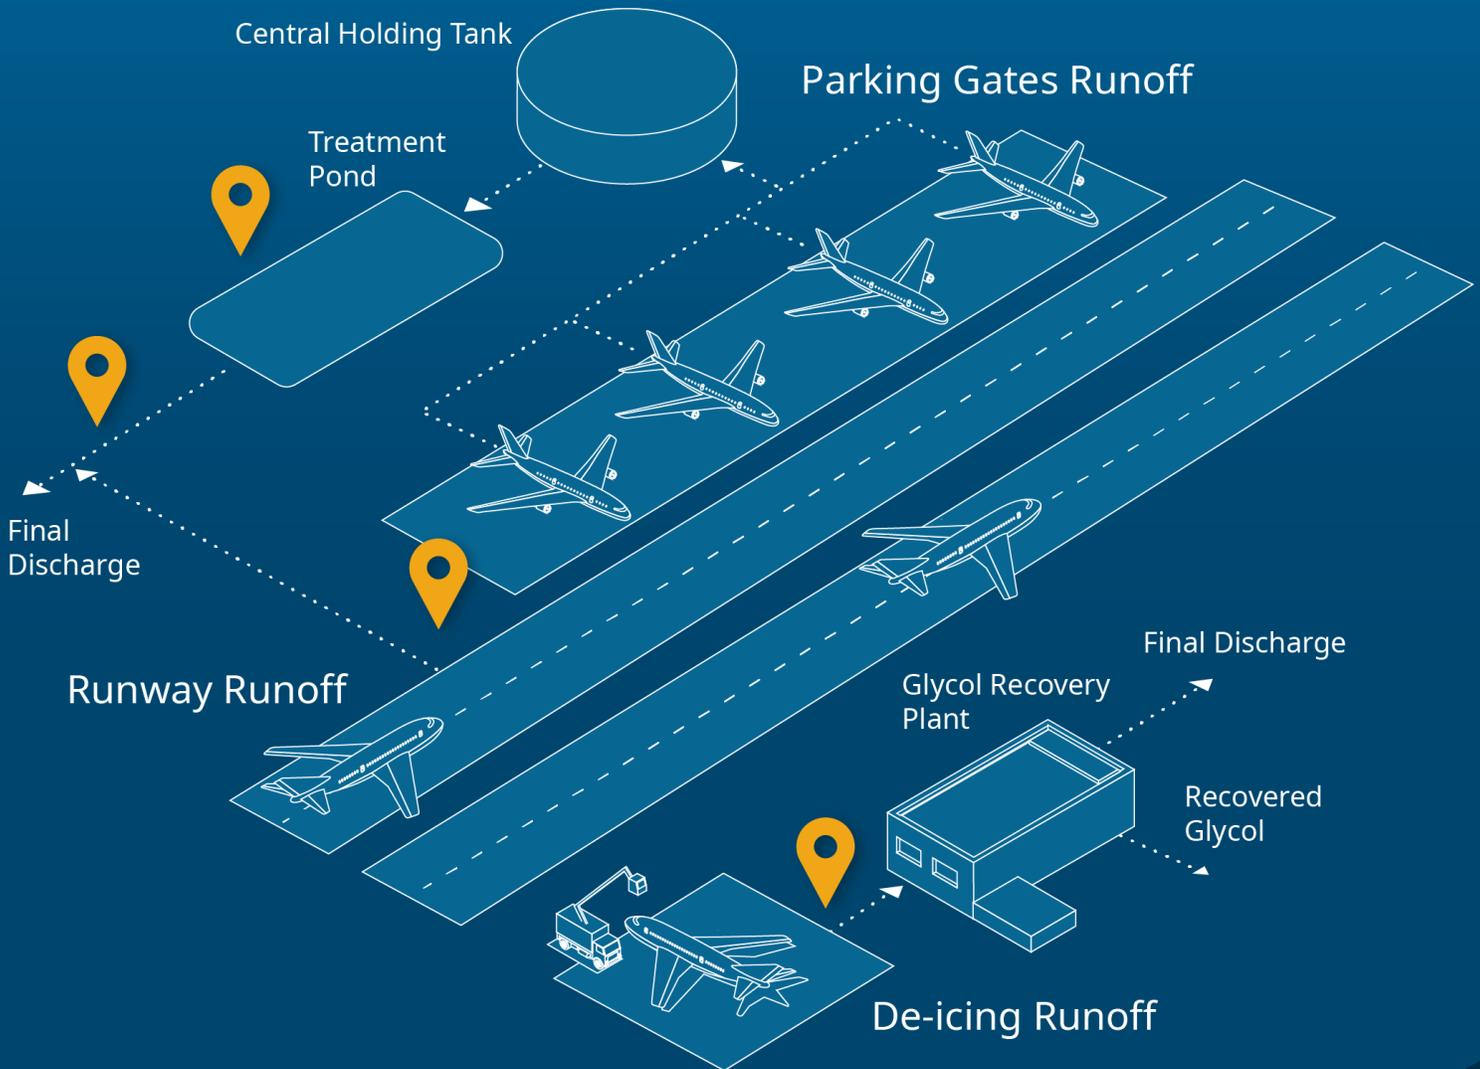 Central Holding Tank
Parking Gates Runoff
Treatment
Pond
Final
Discharge
Runway Runoff
Final Discharge
Glycol Recovery
Plant
Recovered
Glycol
De-icing Runoff